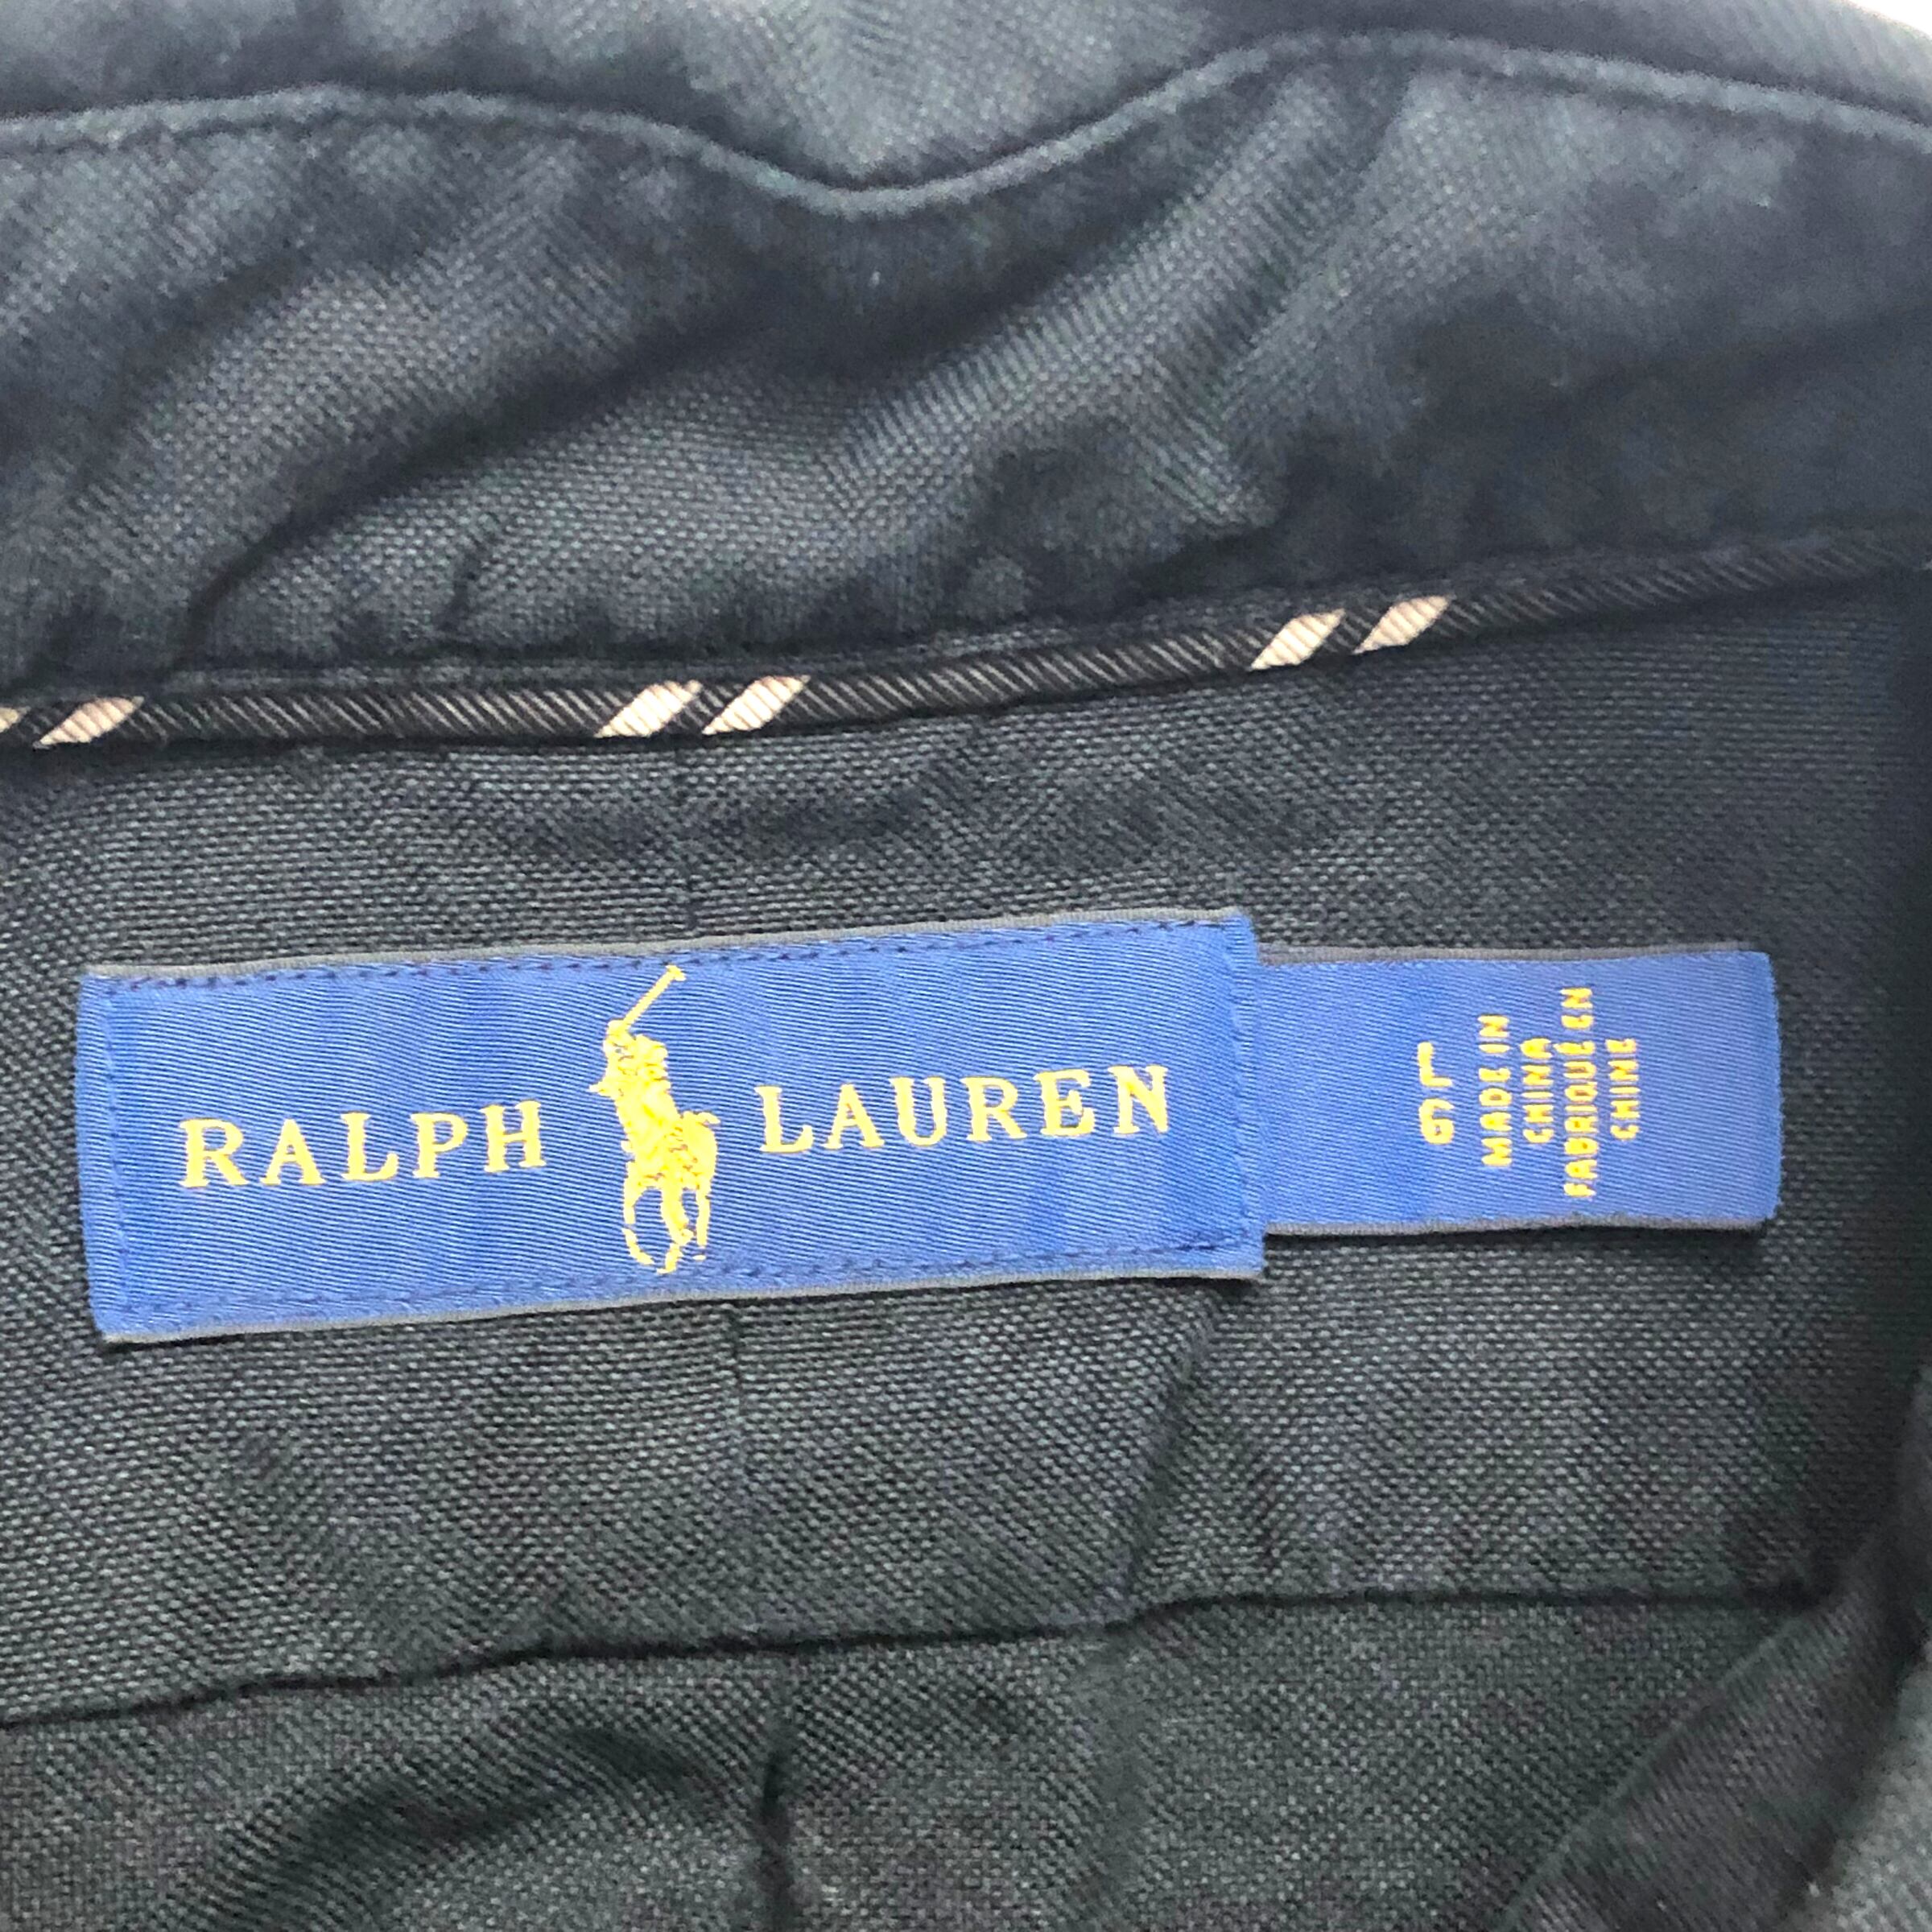 RALPH LAUREN
L
G
MADE IN
CHINA
FABRIQUÉ EN
CHINE